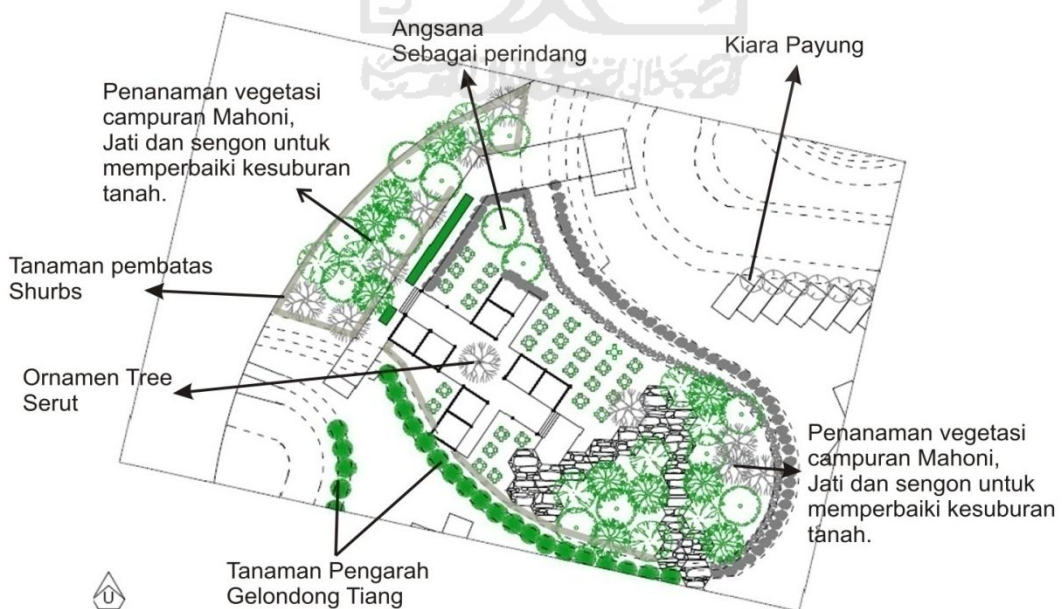 Angsana
Sebagai perindang
Kiara Payung
Penanaman vegetasi
campuran Mahoni,
Jati dan sengon untuk
memperbaiki kesuburan
tanah.
Tanaman pembatas
Shurbs
Ornamen Tree
Serut
Penanaman vegetasi
campuran Mahoni,
Jati dan sengon untuk
memperbaiki kesuburan
tanah.
Tanaman Pengarah
Gelondong Tiang
U